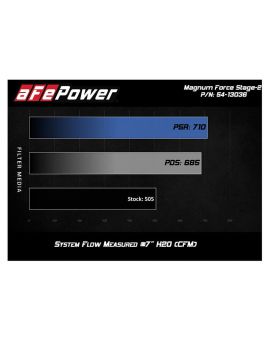 aFePOWER
Magnum Force Stage-2
P/N: 54-13036
FILTER MEDIA
P5R: 710
PDS: 685
Stock: 505
System Flow Measured @7" H2O (CFM)